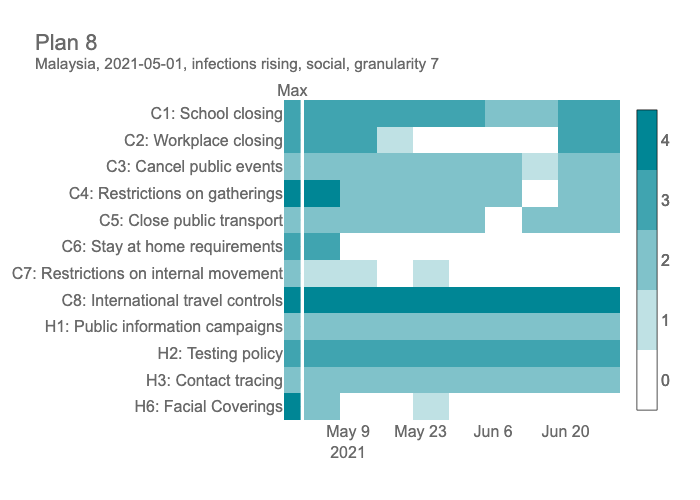 Plan 8
Malaysia, 2021-05-01, infections rising, social, granularity 7
Max
C1: School closing
C2: Workplace closing
C3: Cancel public events
C4: Restrictions on gatherings
C5: Close public transport
C6: Stay at home requirements
C7: Restrictions on internal movement
C8: International travel controls
H1: Public information campaigns
H2: Testing policy
H3: Contact tracing
H6: Facial Coverings
May 9 May 23 Jun 6 Jun 20
2021
4
3
2
1
0